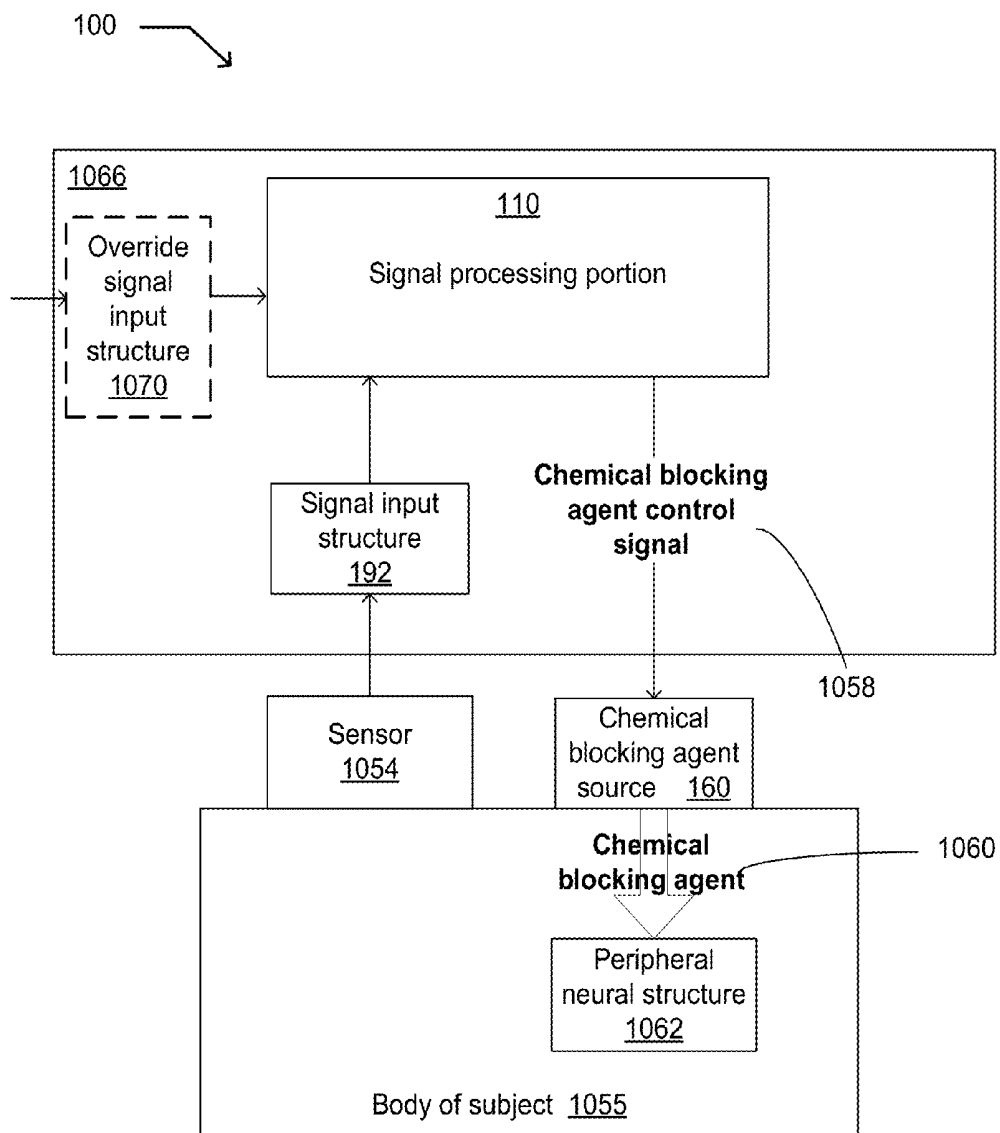 100
1066
Override
signal
input
structure
1070
110
Signal processing portion
Signal input
structure
192
Chemical blocking
agent control
signal
1058
Sensor
1054
Chemical
blocking agent
source 160
Chemical
blocking agent
1060
Peripheral
neural structure
1062
Body of subject 1055